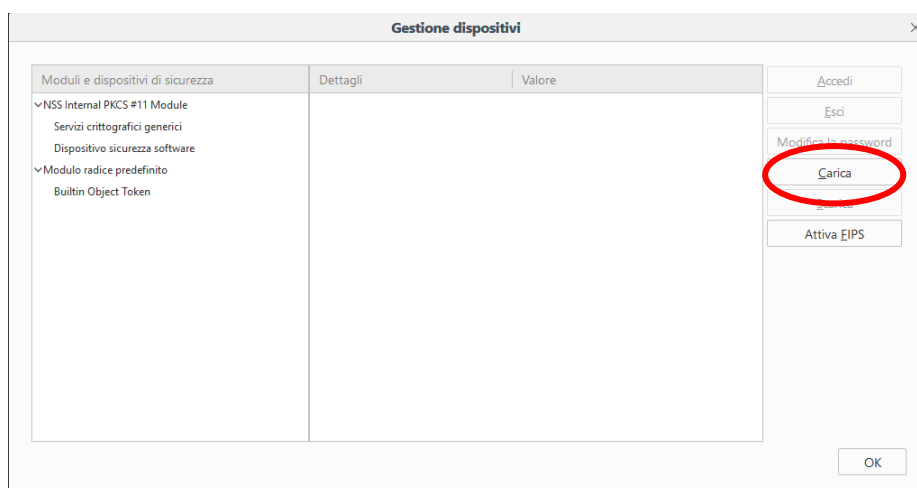 Gestione dispositivi
Moduli e dispositivi di sicurezza
Dettagli
Valore
NSS Internal PKCS #11 Module
Servizi crittografici generici
Dispositivo sicurezza software
Modulo radice predefinito
Builtin Object Token
Accedi
Esci
Modifica la password
Carica
Scarica
Attiva FIPS
OK